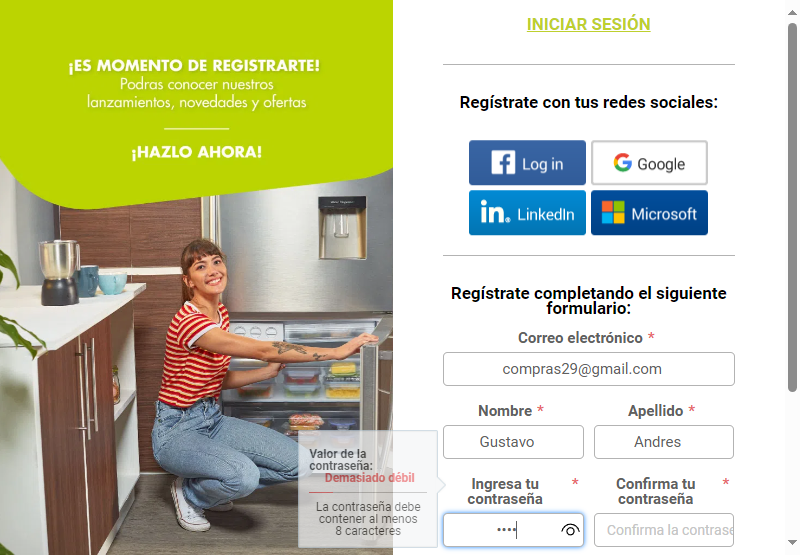 ¡ES MOMENTO DE REGISTRARTE!
Podras conocer nuestros
lanzamientos, novedades y ofertas
¡HAZLO AHORA!
INICIAR SESIÓN
Regístrate con tus redes sociales:
Log in
Google
LinkedIn
Microsoft
Regístrate completando el siguiente
formulario:
Correo electrónico *
compras29@gmail.com
Nombre *
Apellido *
Gustavo
Andres
Valor de la
contraseña:
Demasiado débil
La contraseña debe
contener al menos
8 caracteres
Ingresa tu *
contraseña
Confirma tu *
contraseña
••••
Confirma la contrase